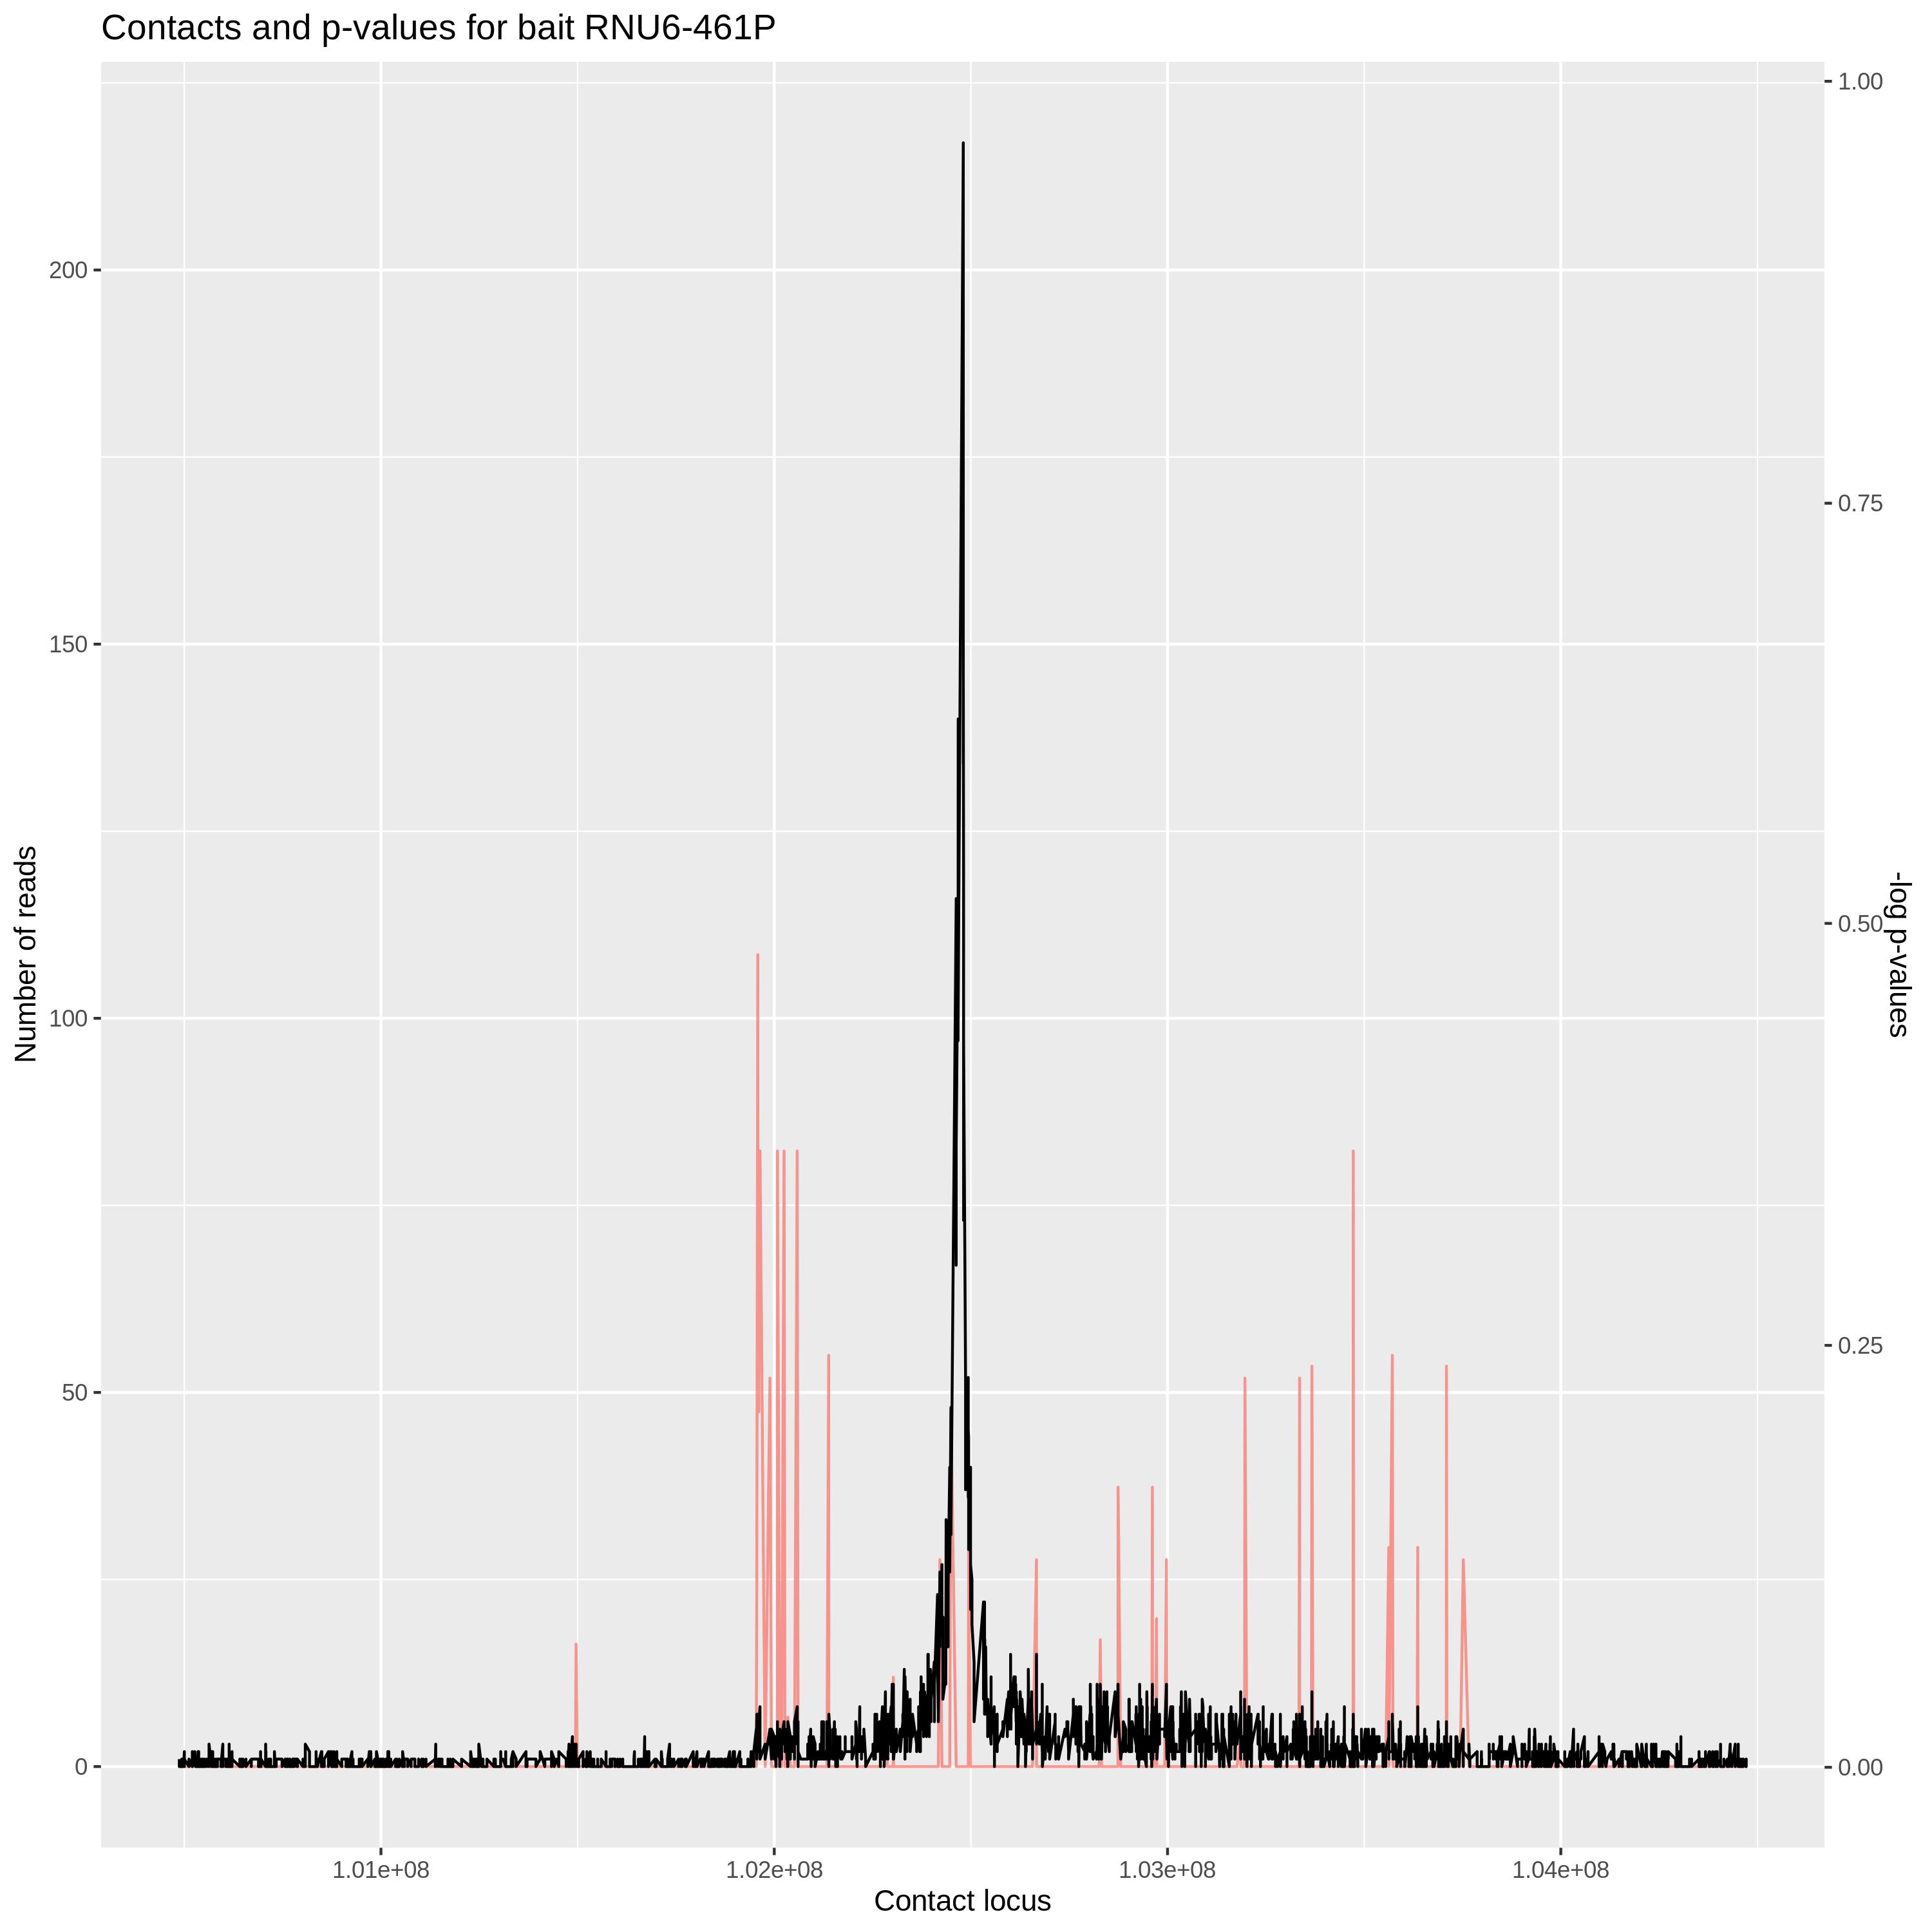 Contacts and p-values for bait RNU6-461P
Number of reads
200
150
100
50
0
1.00
0.75
0.50
0.25
0.00
-log p-values
1.01e+08
1.02e+08
1.03e+08
1.04e+08
Contact locus